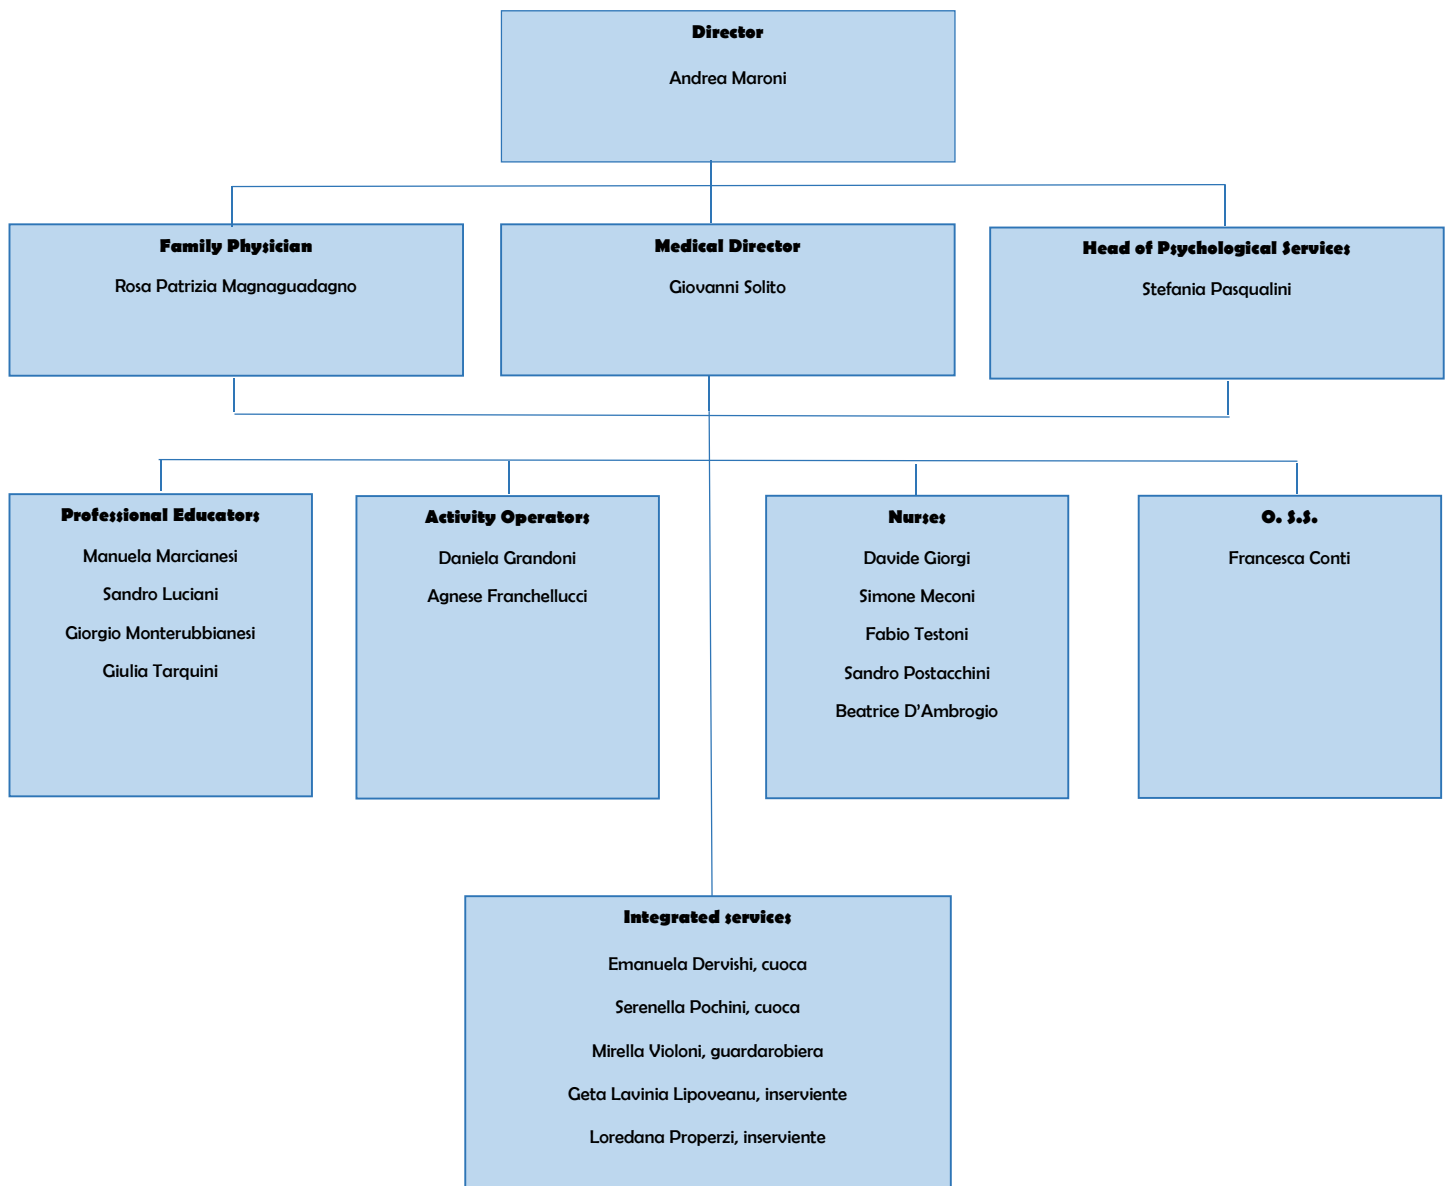 Director
Andrea Maroni
Family Physician
Rosa Patrizia Magnaguadagno
Medical Director
Giovanni Solito
Head of Psychological Services
Stefania Pasqualini
Professional Educators
Manuela Marcianesi
Sandro Luciani
Giorgio Monterubbianesi
Giulia Tarquini
Activity Operators
Daniela Grandoni
Agnese Franchellucci
Nurses
Davide Giorgi
Simone Meconi
Fabio Testoni
Sandro Postacchini
Beatrice D’Ambrogio
O. S.S.
Francesca Conti
Integrated services
Emanuela Dervishi, cuoca
Serenella Pochini, cuoca
Mirella Violoni, guardarobiera
Geta Lavinia Lipoveanu, inserviente
Loredana Properzi, inserviente